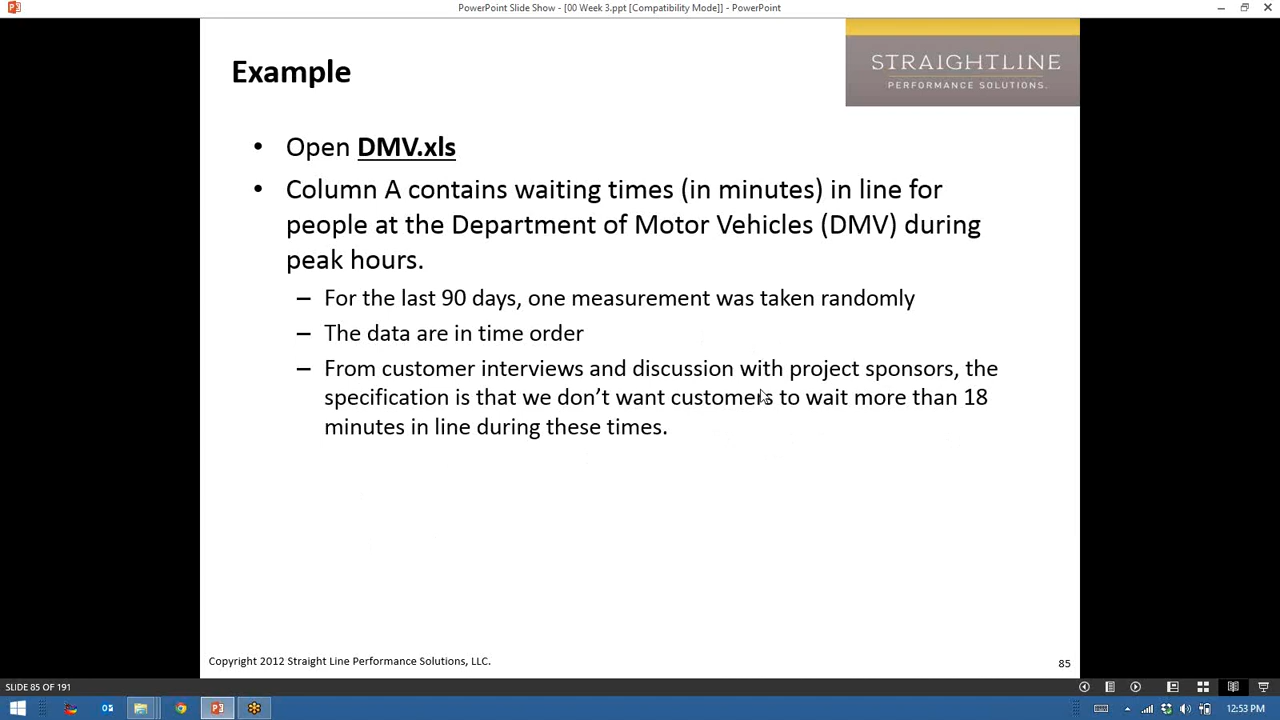 PowerPoint Slide Show - [00 Week 3.ppt [Compatibility Mode]] - PowerPoint
STRAIGHTLINE
PERFORMANCE SOLUTIONS.
Example
• Open DMV.xls
• Column A contains waiting times (in minutes) in line for
people at the Department of Motor Vehicles (DMV) during
peak hours.
– For the last 90 days, one measurement was taken randomly
– The data are in time order
– From customer interviews and discussion with project sponsors, the
specification is that we don’t want customers to wait more than 18
minutes in line during these times.
Copyright 2012 Straight Line Performance Solutions, LLC.
85
SLIDE 85 OF 191
12:53 PM